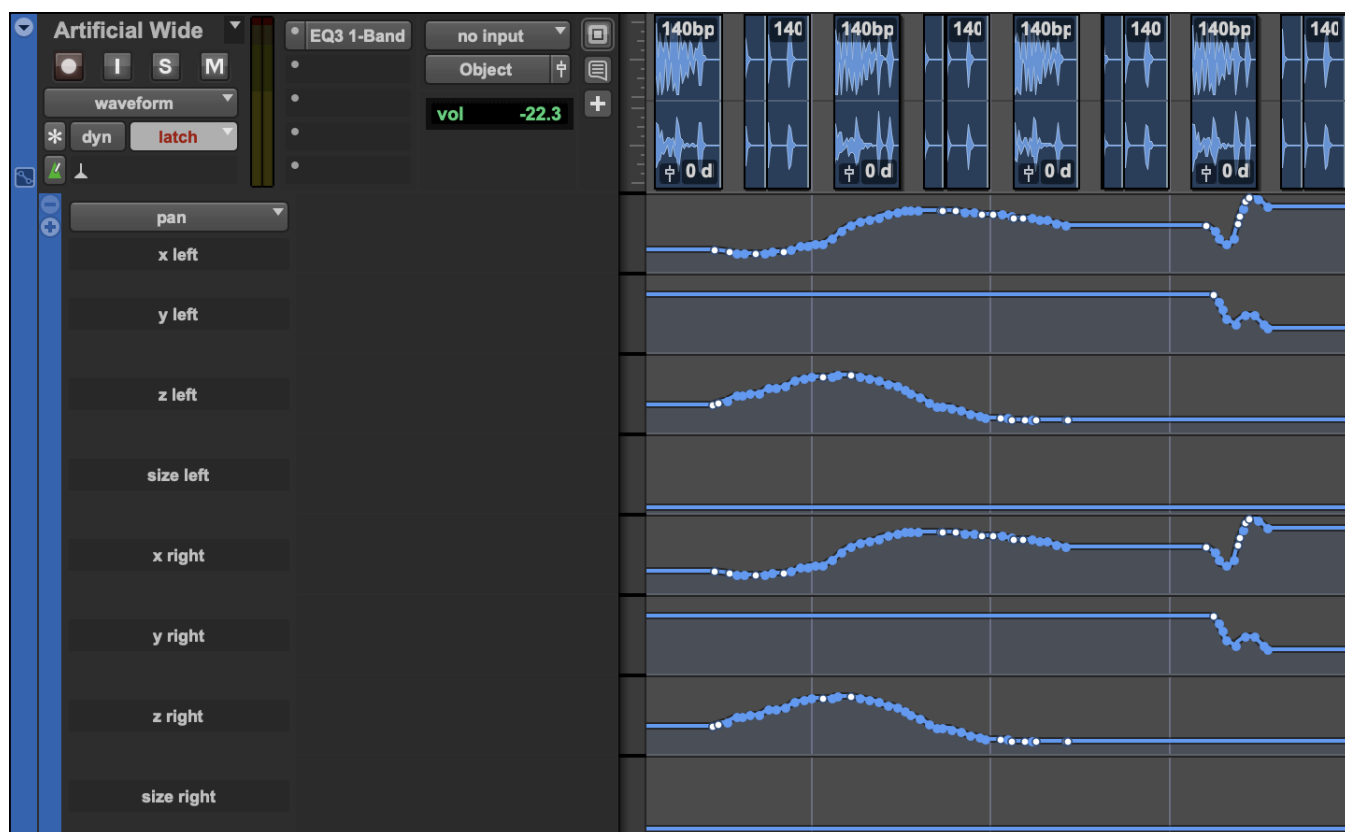 Artificial Wide
I S M
waveform
dyn latch
EQ3 1-Band
no input
Object
vol -22.3
140bp 140 140bp 140 140bp 140 140bp 140
0 d 0 d 0 d 0 d
pan
x left
y left
z left
size left
x right
y right
z right
size right